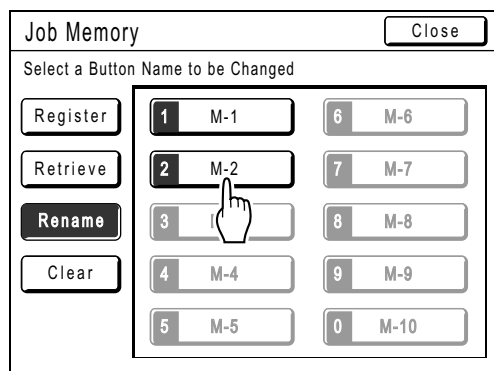 Job Memory
Close
Select a Button Name to be Changed
Register
Retrieve
Rename
Clear
1 M-1
2 M-2
3
4 M-4
5 M-5
6 M-6
7 M-7
8 M-8
9 M-9
0 M-10